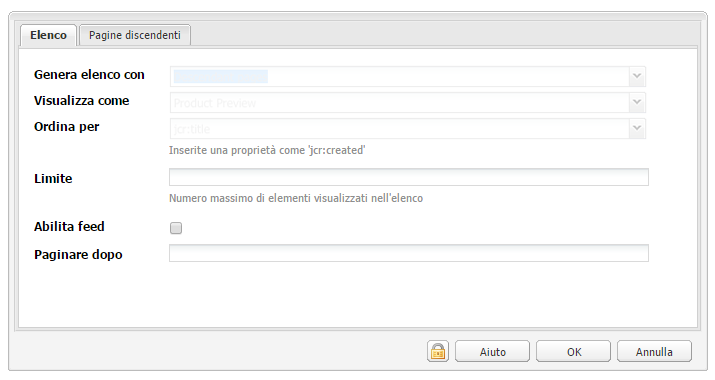 Elenco
Pagine discendenti
Genera elenco con
Visualizza come
Product Preview
Ordina per
jcr:title
Inserite una proprietà come 'jcr:created'
Limite
Numero massimo di elementi visualizzati nell'elenco
Abilita feed
Paginare dopo
Aiuto
OK
Annulla